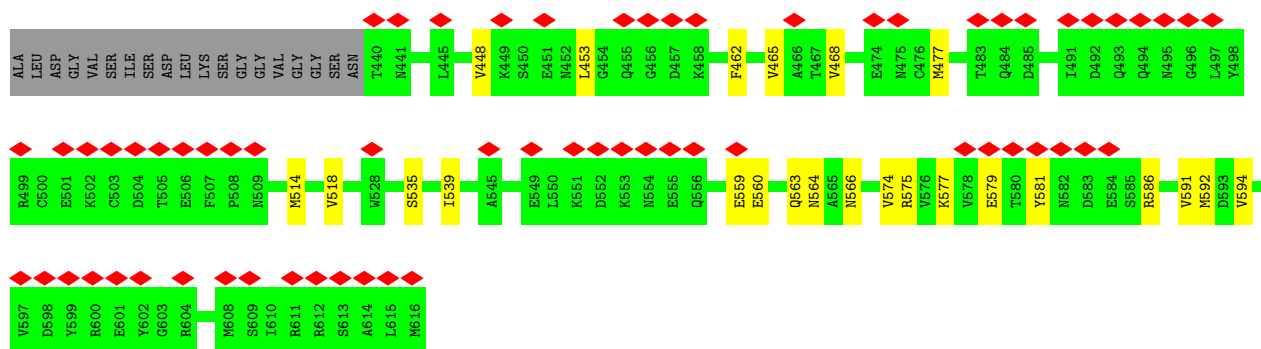 ALA LEU ASP GLY VAL SER ILE SER ASP LEU LYS SER GLY GLY VAL GLY GLY SER ASN T440 N441 L445 V448 K449 S450 E451 N452 L453 G454 Q455 G456 D457 K458 F462 V465 A466 T467 V468 E474 N475 C476 M477 T483 Q484 D485 I491 D492 Q493 Q494 N495 G496 L497 Y498
R499 C500 E501 K502 C503 D504 T505 E506 F507 P508 N509 M514 V518 W528 S535 I539 A545 E549 L550 K551 D552 K553 N554 E555 Q556 E559 E560 Q563 N564 A565 N566 V574 R575 V576 K577 V578 E579 T580 Y581 N582 D583 E584 S585 R586 V591 M592 D593 V594
V597 D598 Y599 R600 E601 Y602 G603 R604 M608 S609 I610 R611 R612 S613 A614 L615 M616